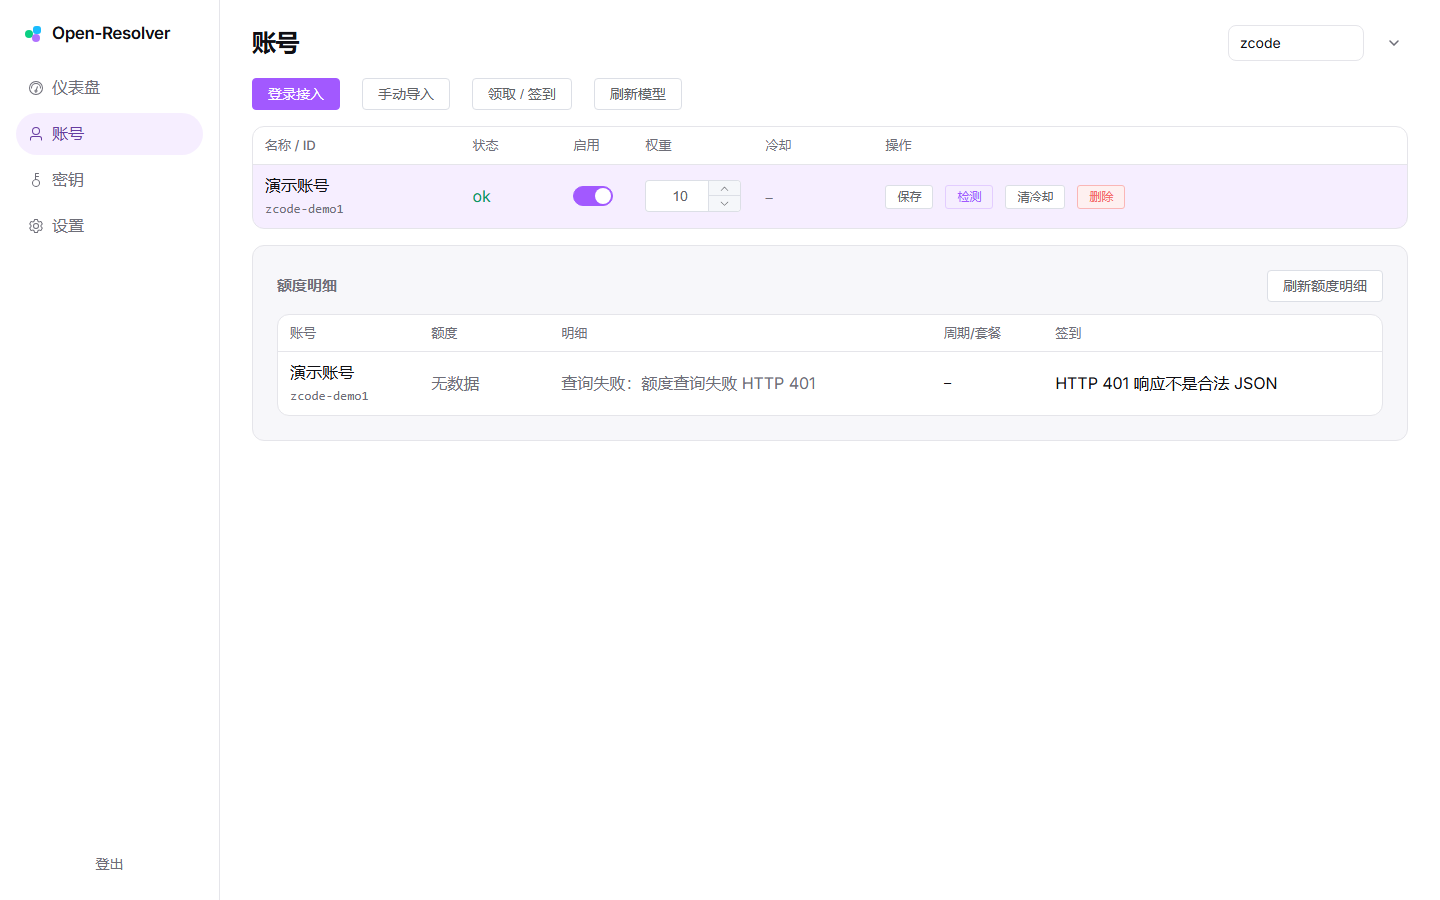 Open-Resolver
仪表盘
账号
密钥
设置
登出
账号
zcode
登录接入
手动导入
领取 / 签到
刷新模型
名称 / ID
状态
启用
权重
冷却
操作
演示账号
zcode-demo1
ok
10
–
保存
检测
清冷却
删除
额度明细
刷新额度明细
账号
额度
明细
周期/套餐
签到
演示账号
zcode-demo1
无数据
查询失败：额度查询失败 HTTP 401
–
HTTP 401 响应不是合法 JSON